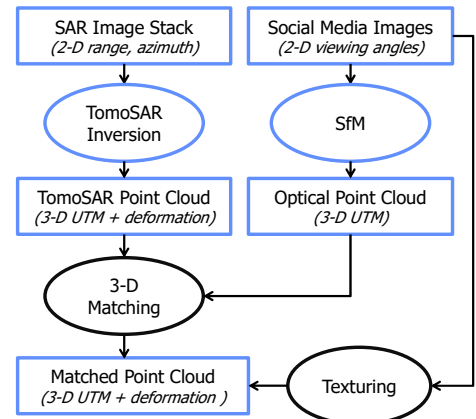 SAR Image Stack
(2-D range, azimuth)
Social Media Images
(2-D viewing angles)
TomoSAR
Inversion
SfM
TomoSAR Point Cloud
(3-D UTM + deformation)
Optical Point Cloud
(3-D UTM)
3-D
Matching
Matched Point Cloud
(3-D UTM + deformation )
Texturing